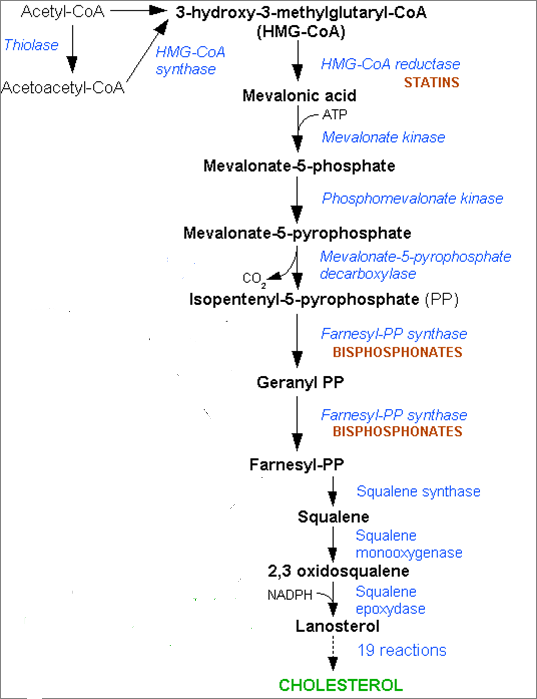 Acetyl-CoA
3-hydroxy-3-methylglutaryl-CoA
(HMG-CoA)
Thiolase
HMG-CoA
synthase
HMG-CoA reductase
STATINS
Acetoacetyl-CoA
Mevalonic acid
ATP
Mevalonate kinase
Mevalonate-5-phosphate
Phosphomevalonate kinase
Mevalonate-5-pyrophosphate
Mevalonate-5-pyrophosphate
decarboxylase
CO2
Isopentenyl-5-pyrophosphate (PP)
Farnesyl-PP synthase
BISPHOSPHONATES
Geranyl PP
Farnesyl-PP synthase
BISPHOSPHONATES
Farnesyl-PP
Squalene synthase
Squalene
Squalene
monooxygenase
2,3 oxidosqualene
NADPH
Squalene
epoxydase
Lanosterol
19 reactions
CHOLESTEROL